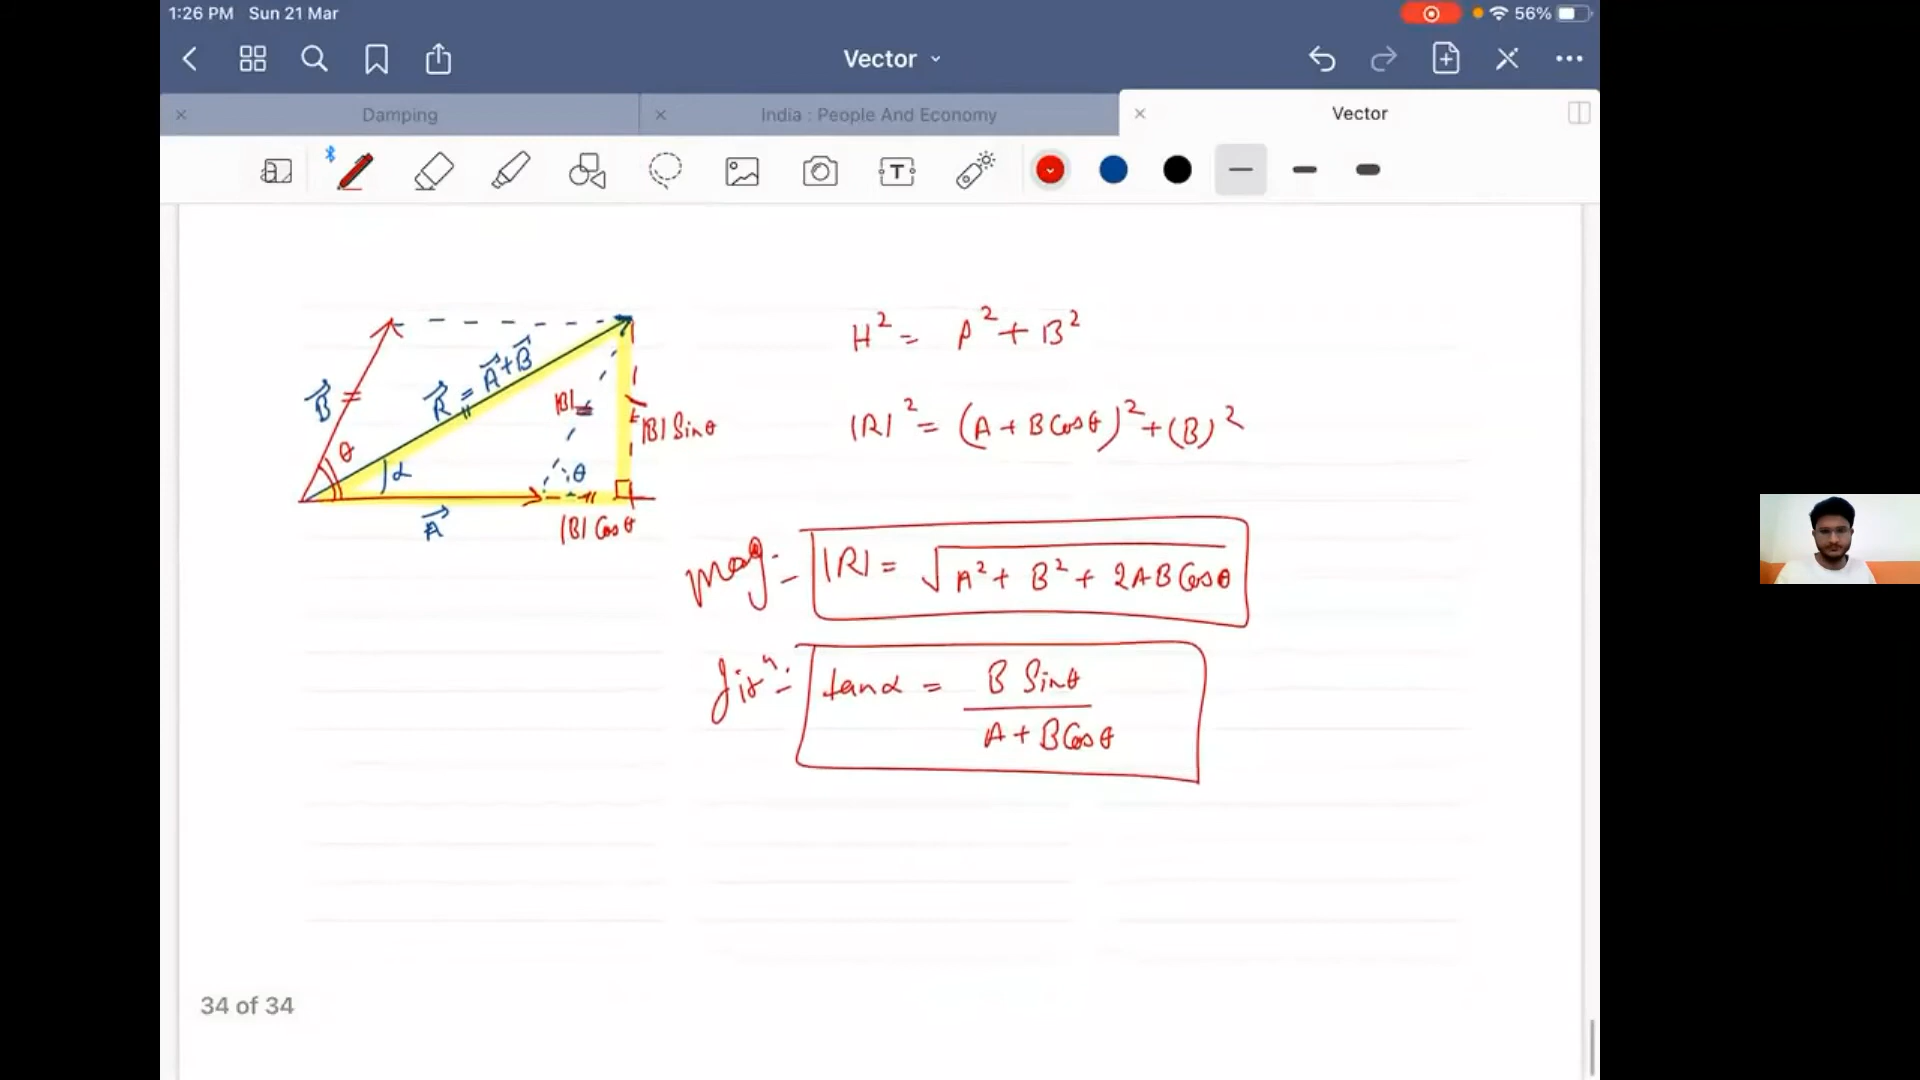 1:26 PM Sun 21 Mar
56%
Vector
Damping
India : People And Economy
Vector
T
B⃗
R⃗ = A⃗+B⃗
|B|
|B| Sinθ
θ
α
θ
A⃗
|B| Cosθ
H² = P² + B²
|R|² = (A + B Cosθ)² + (B)²
mag:- |R| = √A² + B² + 2AB Cosθ
dirⁿ:- tanα = B Sinθ
A + B Cosθ
34 of 34